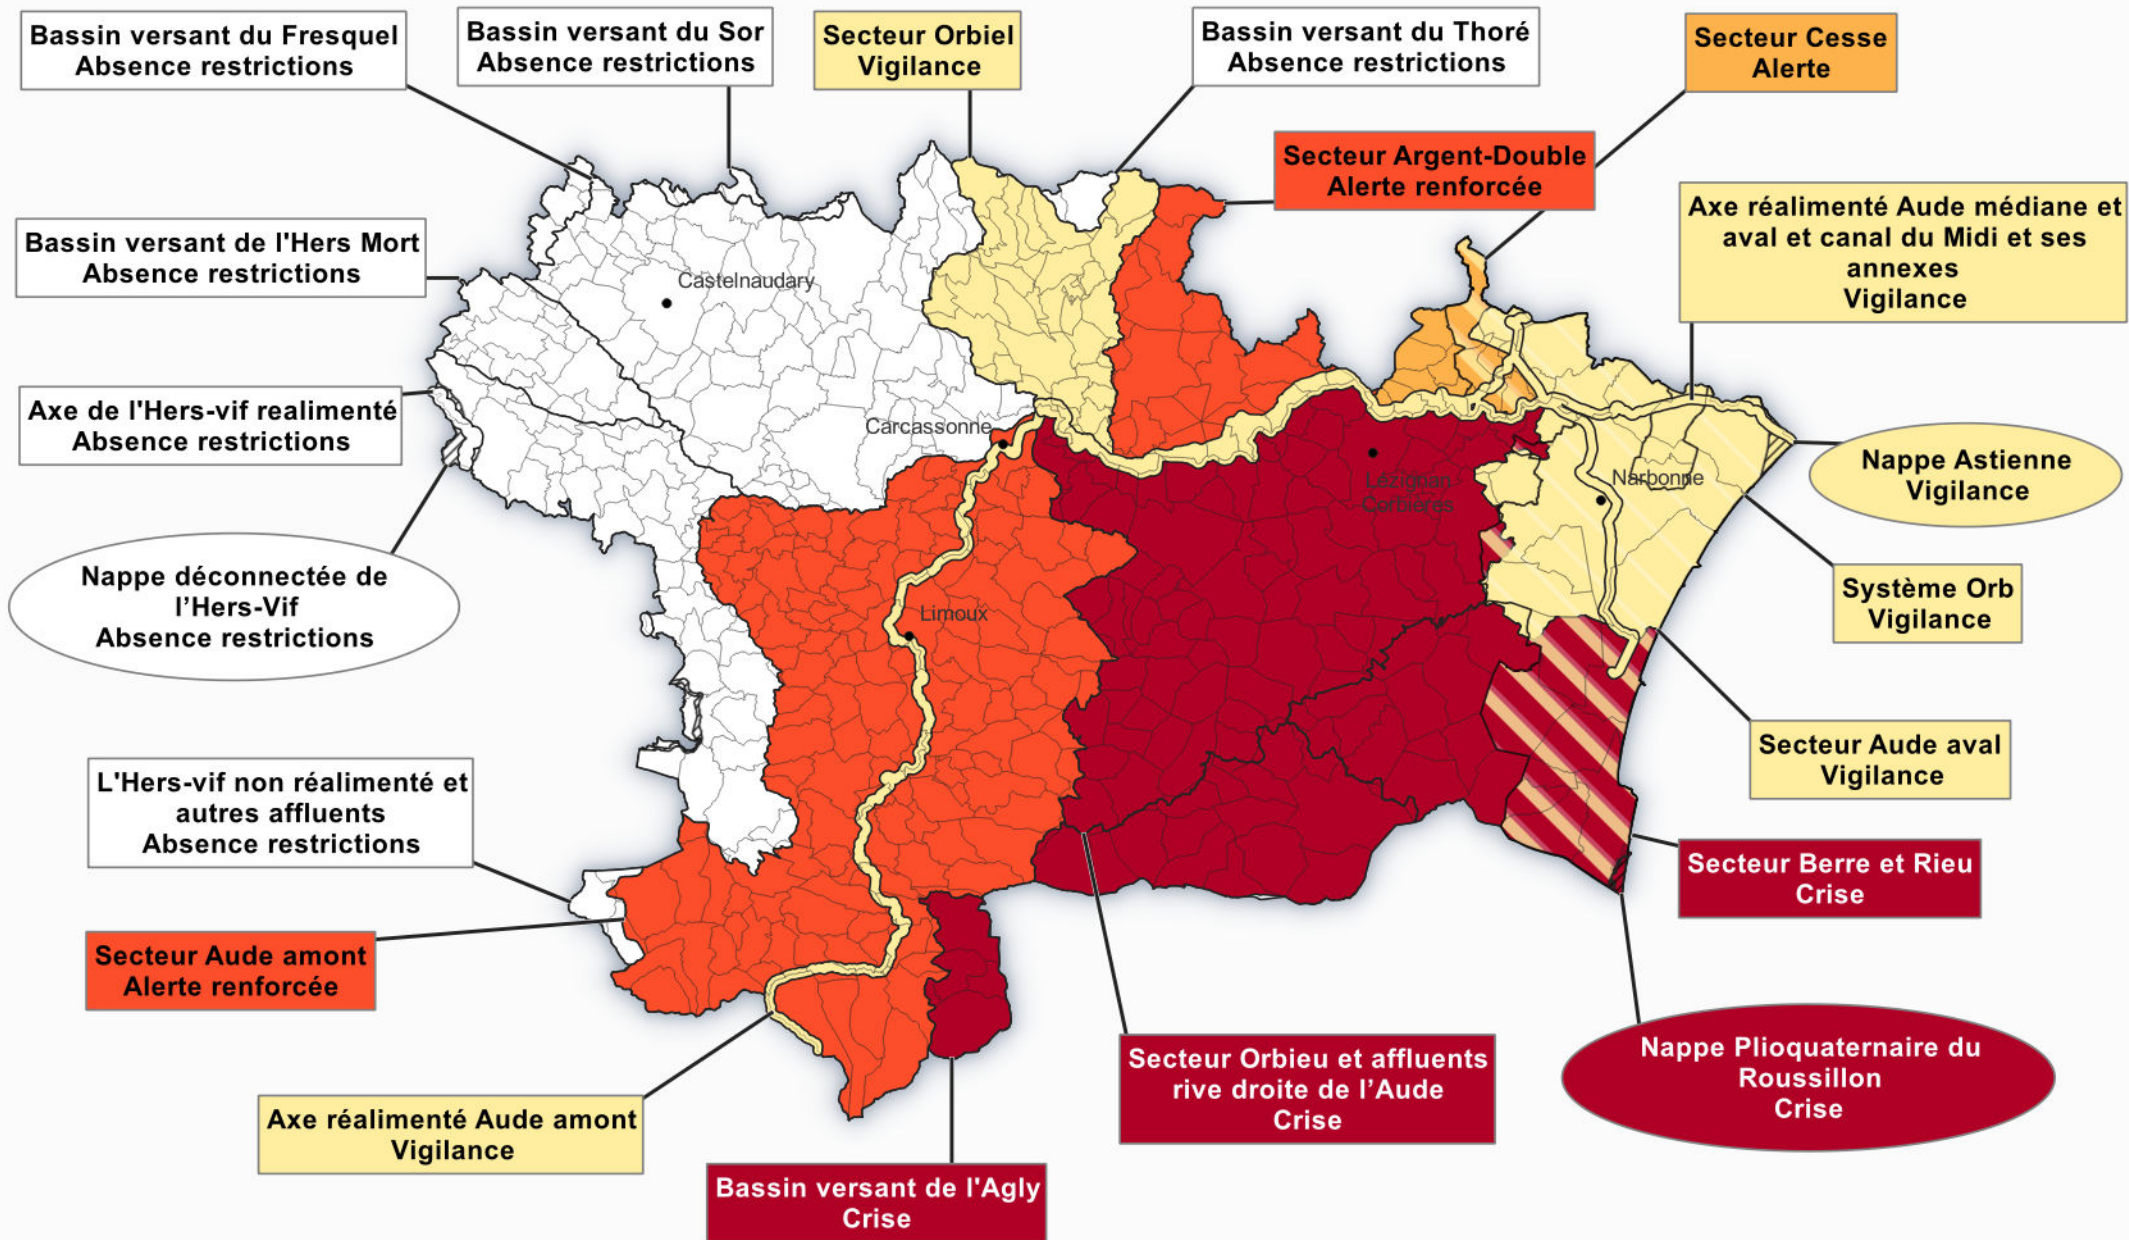 Bassin versant du Fresquel
Absence restrictions
Bassin versant du Sor
Absence restrictions
Secteur Orbiel
Vigilance
Bassin versant du Thoré
Absence restrictions
Secteur Cesse
Alerte
Secteur Argent-Double
Alerte renforcée
Axe réalimenté Aude médiane et
aval et canal du Midi et ses
annexes
Vigilance
Bassin versant de l'Hers Mort
Absence restrictions
Castelnaudary
Axe de l'Hers-vif realimenté
Absence restrictions
Carcassonne
Lézignan
Corbières
Narbonne
Nappe Astienne
Vigilance
Nappe déconnectée de
l’Hers-Vif
Absence restrictions
Limoux
Système Orb
Vigilance
Secteur Aude aval
Vigilance
L'Hers-vif non réalimenté et
autres affluents
Absence restrictions
Secteur Berre et Rieu
Crise
Secteur Aude amont
Alerte renforcée
Secteur Orbieu et affluents
rive droite de l’Aude
Crise
Nappe Plioquaternaire du
Roussillon
Crise
Axe réalimenté Aude amont
Vigilance
Bassin versant de l'Agly
Crise